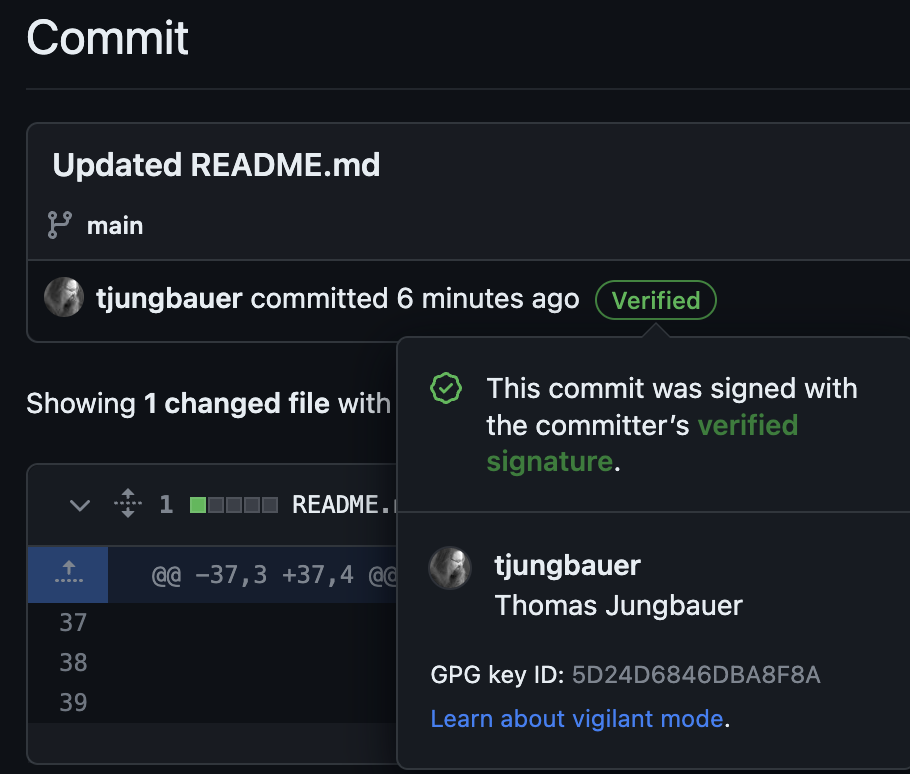 Commit
Updated README.md
main
tjungbauer committed 6 minutes ago Verified
This commit was signed with
the committer’s verified
signature.
Showing 1 changed file with
1 README.
tjungbauer
Thomas Jungbauer
@@ −37,3 +37,4 @@
37
38
39
GPG key ID: 5D24D6846DBA8F8A
Learn about vigilant mode.